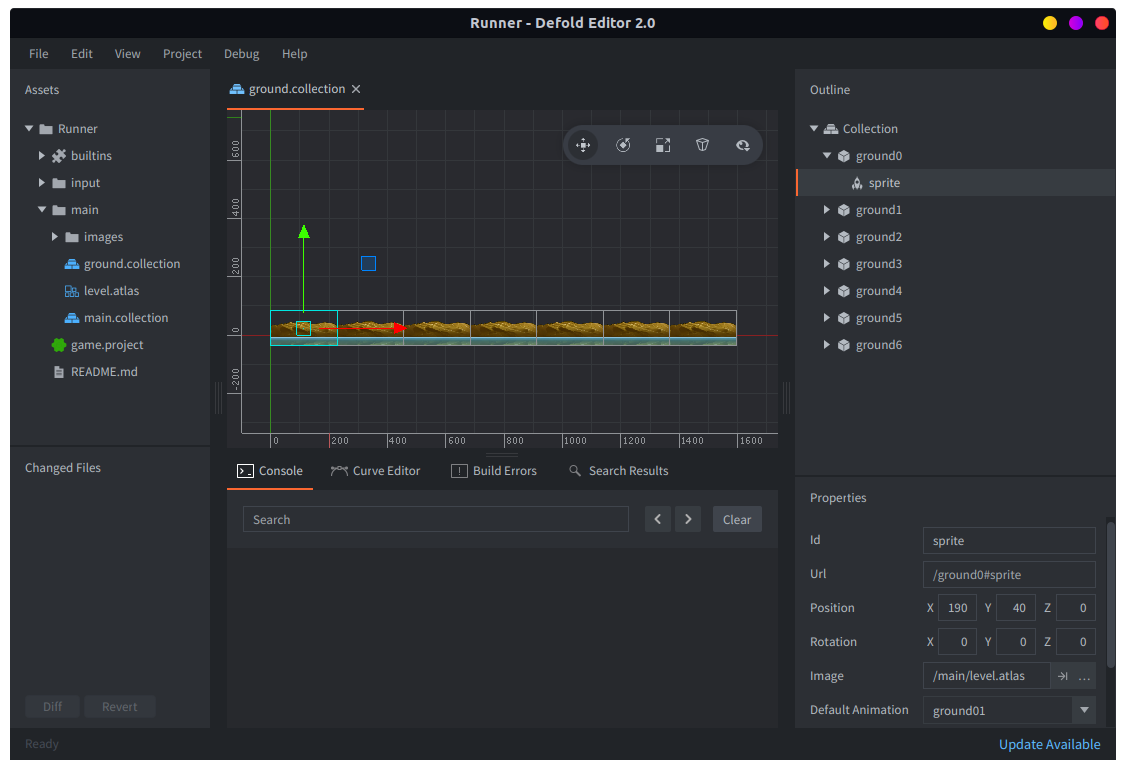 Runner - Defold Editor 2.0
File Edit View Project Debug Help
Assets
Runner
builtins
input
main
images
ground.collection
level.atlas
main.collection
game.project
README.md
Changed Files
Diff Revert
ground.collection
600
400
200
0
-200
0 200 400 600 800 1000 1200 1400 1600
Console Curve Editor Build Errors Search Results
Search Clear
Outline
Collection
ground0
sprite
ground1
ground2
ground3
ground4
ground5
ground6
Properties
Id sprite
Url /ground0#sprite
Position X 190 Y 40 Z 0
Rotation X 0 Y 0 Z 0
Image /main/level.atlas ...
Default Animation ground01
Ready Update Available